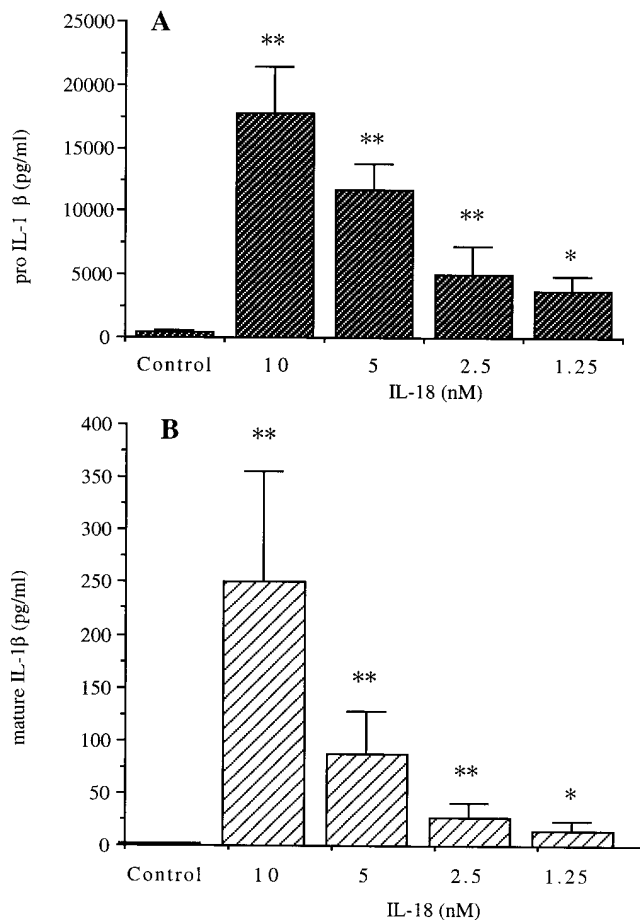 A
25000
20000
15000
10000
5000
0
pro IL-1 β (pg/ml)
**
**
**
*
Control 10 5 2.5 1.25
IL-18 (nM)
B
400
350
300
250
200
150
100
50
0
mature IL-1β (pg/ml)
**
**
**
*
Control 10 5 2.5 1.25
IL-18 (nM)